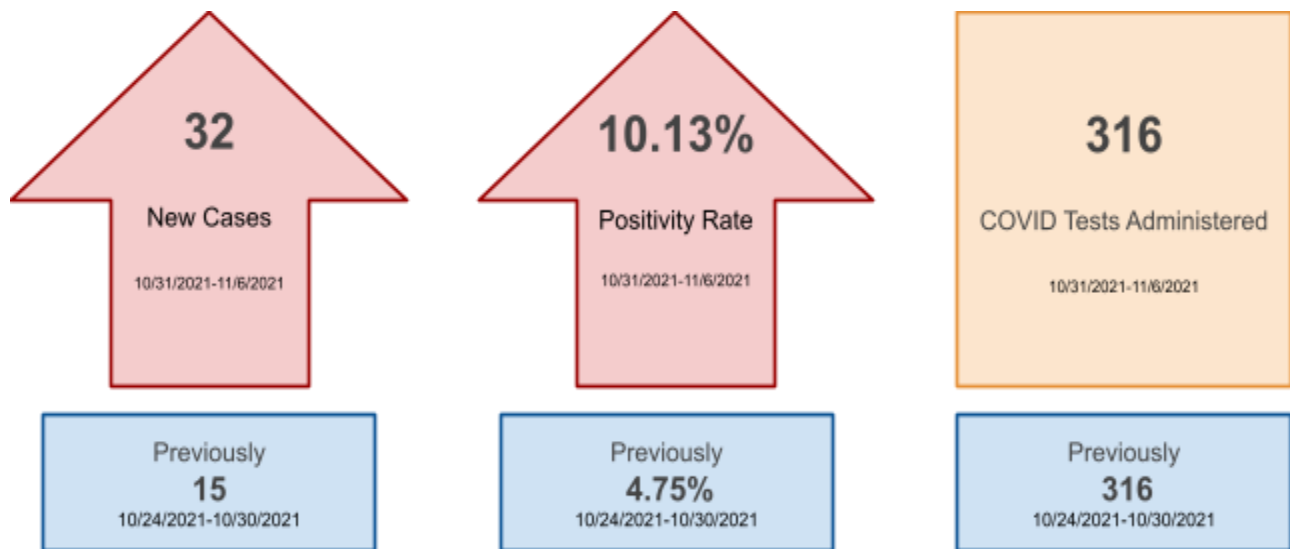 32
New Cases
10/31/2021-11/6/2021
10.13%
Positivity Rate
10/31/2021-11/6/2021
316
COVID Tests Administered
10/31/2021-11/6/2021
Previously
15
10/24/2021-10/30/2021
Previously
4.75%
10/24/2021-10/30/2021
Previously
316
10/24/2021-10/30/2021